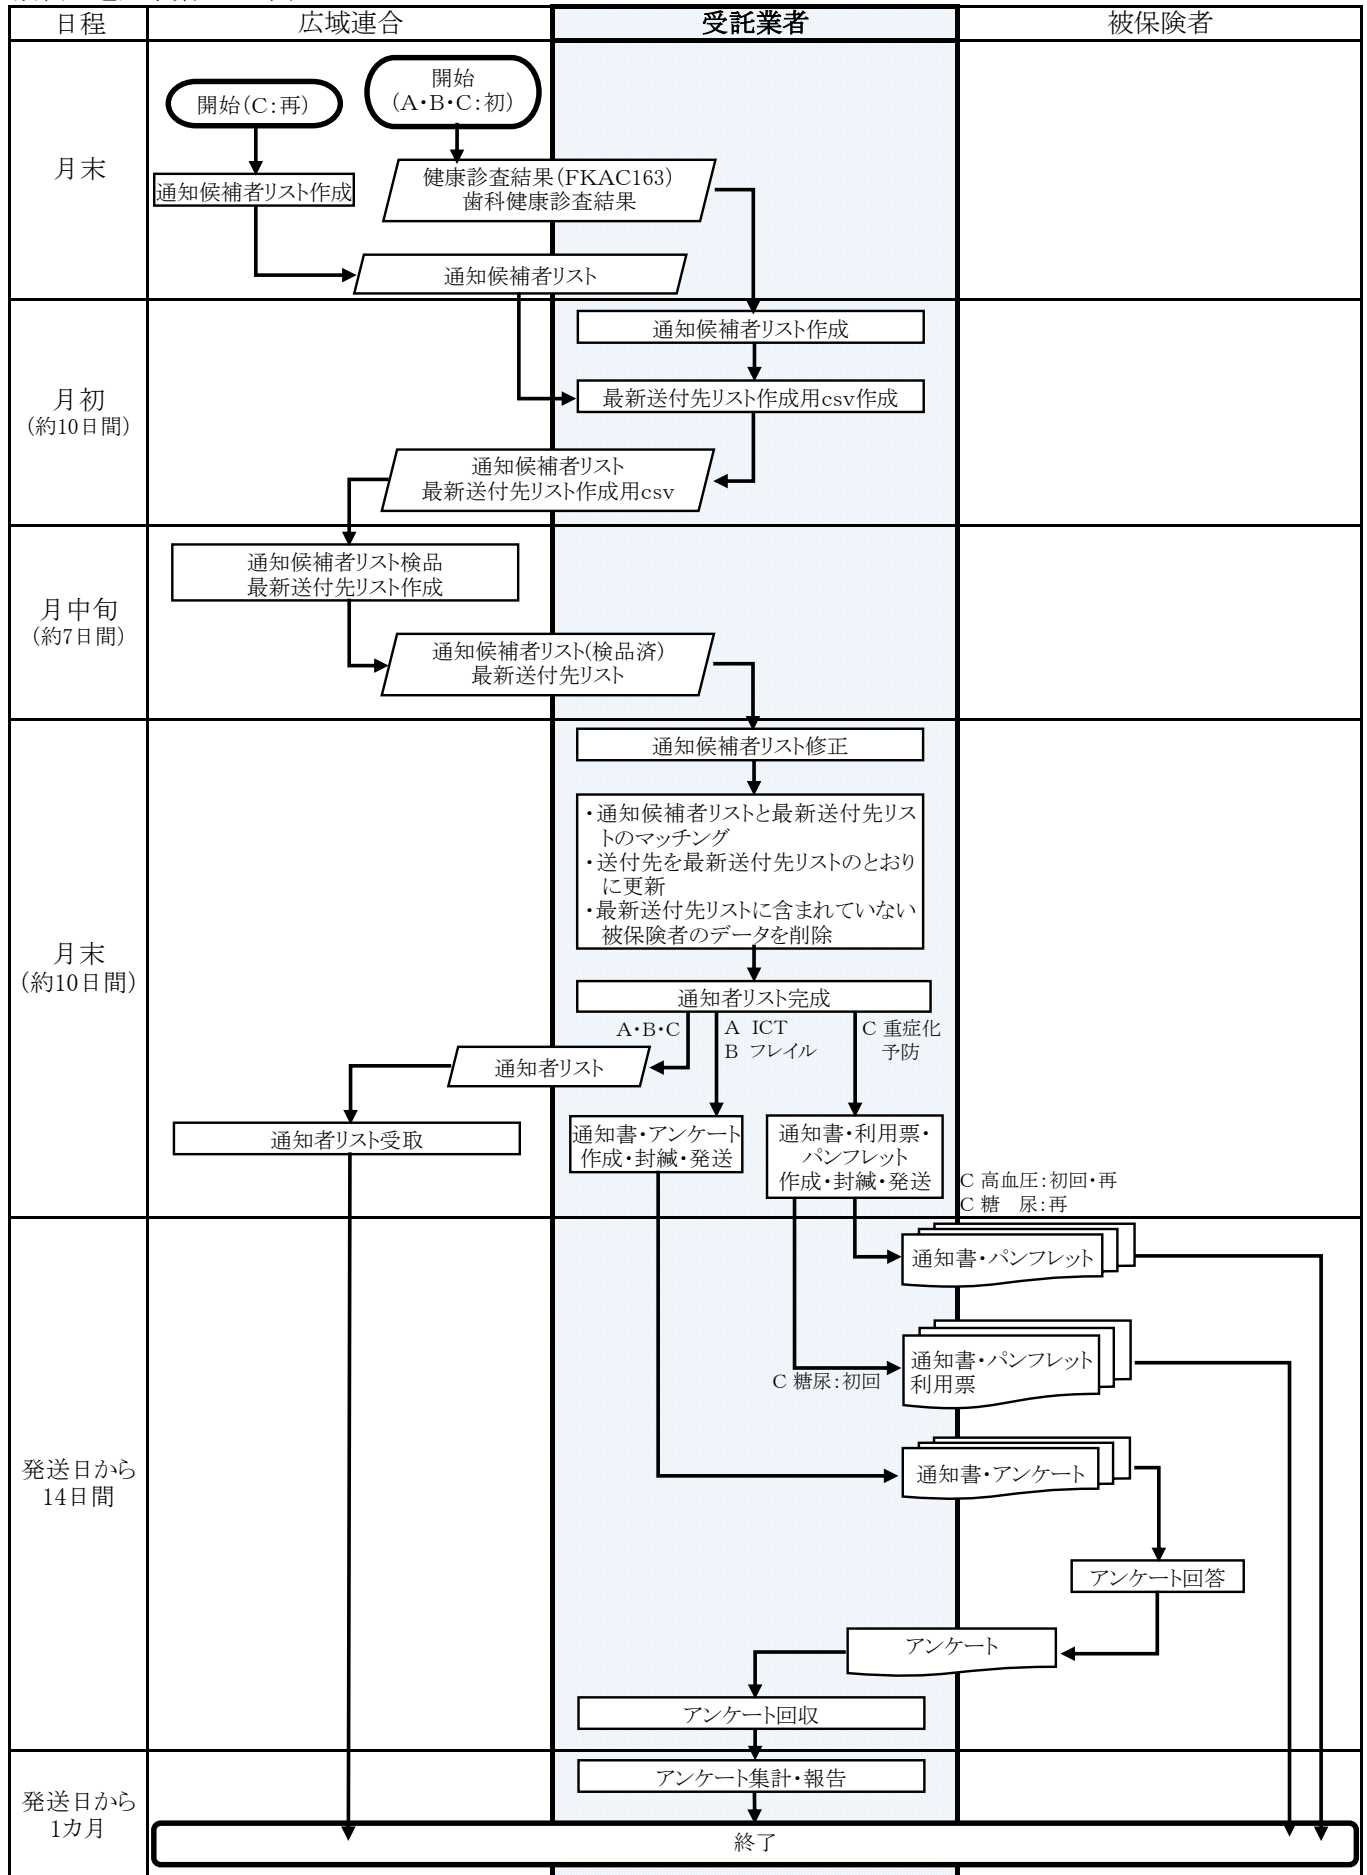 日程
広域連合
受託業者
被保険者
月末
開始（C：再）
開始
（A・B・C：初）
通知候補者リスト作成
健康診査結果（FKAC163）
歯科健康診査結果
通知候補者リスト
月初
（約10日間）
通知候補者リスト作成
最新送付先リスト作成用csv作成
通知候補者リスト
最新送付先リスト作成用csv
月中旬
（約7日間）
通知候補者リスト検品
最新送付先リスト作成
通知候補者リスト(検品済)
最新送付先リスト
月末
（約10日間）
通知候補者リスト修正
・通知候補者リストと最新送付先リス
トのマッチング
・送付先を最新送付先リストのとおり
に更新
・最新送付先リストに含まれていない
被保険者のデータを削除
通知者リスト完成
A・B・C
A ICT
B フレイル
C 重症化
予防
通知者リスト
通知者リスト受取
通知書・アンケート
作成・封緘・発送
通知書・利用票・
パンフレット
作成・封緘・発送
C 高血圧：初回・再
C 糖　尿：再
発送日から
14日間
通知書・パンフレット
通知書・パンフレット
利用票
C 糖尿：初回
通知書・アンケート
アンケート回答
アンケート
アンケート回収
発送日から
1カ月
アンケート集計・報告
終了